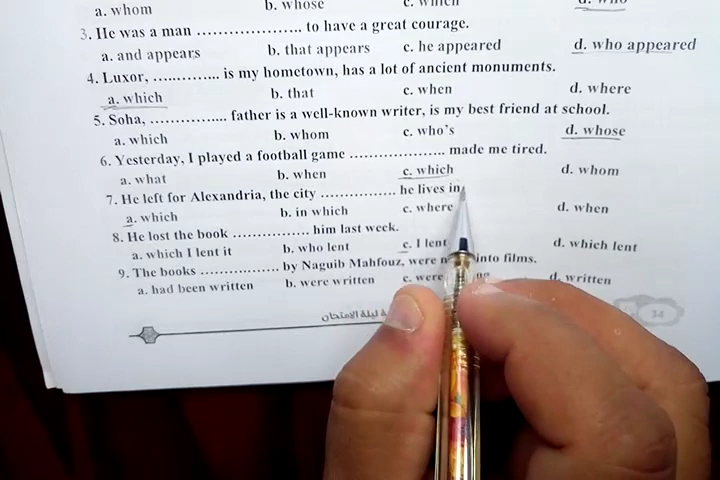 a. whom b. whose c. which d. who
3. He was a man .................... to have a great courage.
a. and appears b. that appears c. he appeared d. who appeared
4. Luxor, .............. is my hometown, has a lot of ancient monuments.
a. which b. that c. when d. where
5. Soha, ................ father is a well-known writer, is my best friend at school.
a. which b. whom c. who's d. whose
6. Yesterday, I played a football game .................... made me tired.
a. what b. when c. which d. whom
7. He left for Alexandria, the city ................ he lives in
a. which b. in which c. where d. when
8. He lost the book ................ him last week.
a. which I lent it b. who lent c. I lent d. which lent
9. The books ................. by Naguib Mahfouz, were into films.
a. had been written b. were written c. were d. written
ليلة الامتحان
34